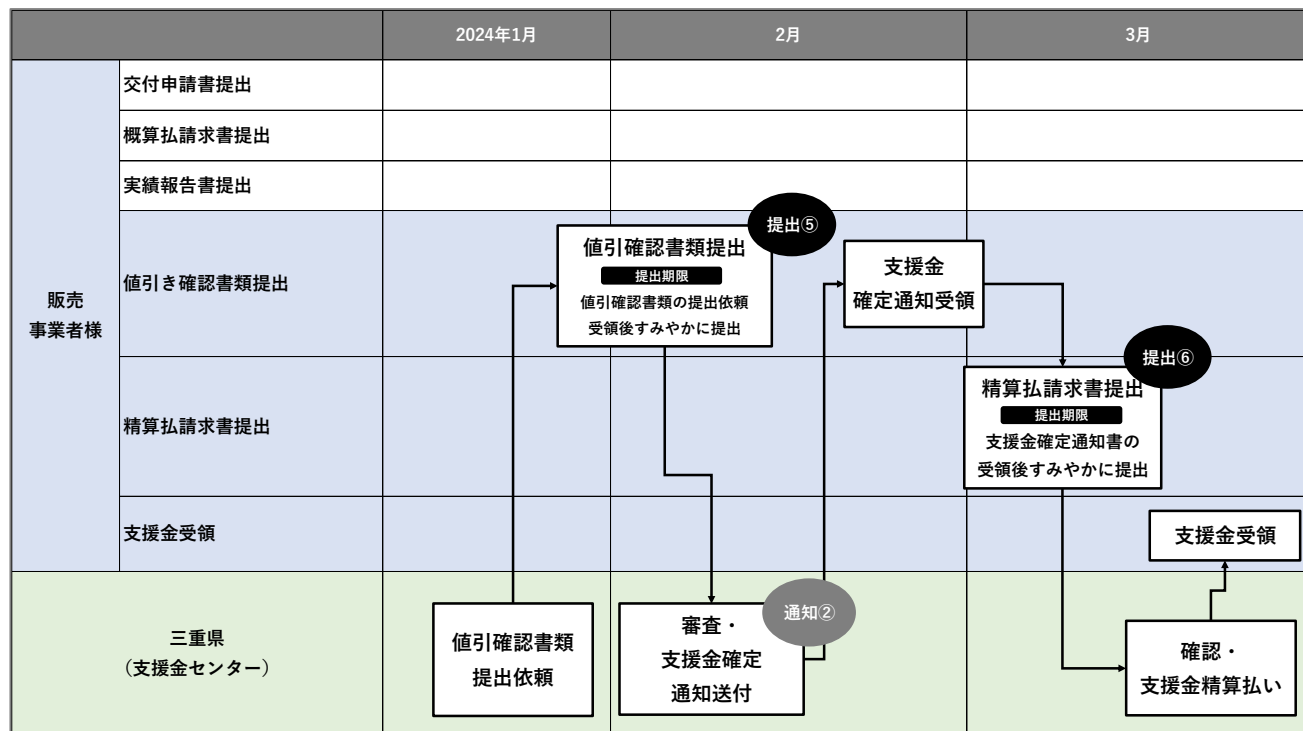 2024年1月
2月
3月
交付申請書提出
概算払請求書提出
実績報告書提出
販売
事業者様
値引き確認書類提出
値引確認書類提出
提出期限
値引確認書類の提出依頼
受領後すみやかに提出
提出⑤
支援金
確定通知受領
精算払請求書提出
精算払請求書提出
提出期限
支援金確定通知書の
受領後すみやかに提出
提出⑥
支援金受領
支援金受領
三重県
（支援金センター）
値引確認書類
提出依頼
審査・
支援金確定
通知送付
通知②
確認・
支援金精算払い